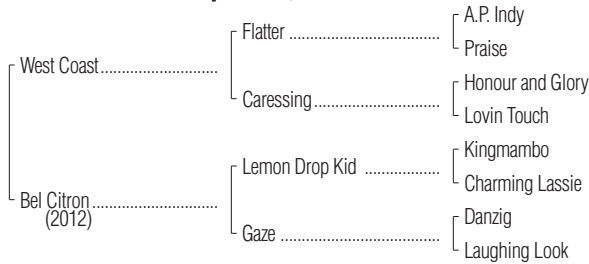 A.P. Indy
Flatter ................................
Praise
West Coast..........................
Honour and Glory
Caressing..........................
Lovin Touch
Kingmambo
Lemon Drop Kid ................
Charming Lassie
Bel Citron..........................
(2012)
Danzig
Gaze ..................................
Laughing Look